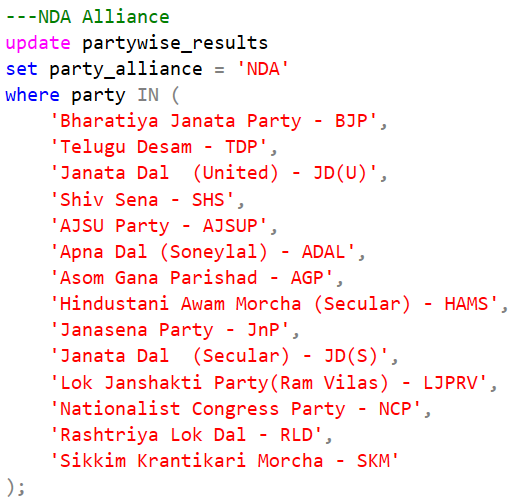 ---NDA Alliance
update partywise_results
set party_alliance = 'NDA'
where party IN (
    'Bharatiya Janata Party - BJP',
    'Telugu Desam - TDP',
    'Janata Dal  (United) - JD(U)',
    'Shiv Sena - SHS',
    'AJSU Party - AJSUP',
    'Apna Dal (Soneylal) - ADAL',
    'Asom Gana Parishad - AGP',
    'Hindustani Awam Morcha (Secular) - HAMS',
    'Janasena Party - JnP',
    'Janata Dal  (Secular) - JD(S)',
    'Lok Janshakti Party(Ram Vilas) - LJPRV',
    'Nationalist Congress Party - NCP',
    'Rashtriya Lok Dal - RLD',
    'Sikkim Krantikari Morcha - SKM'
);